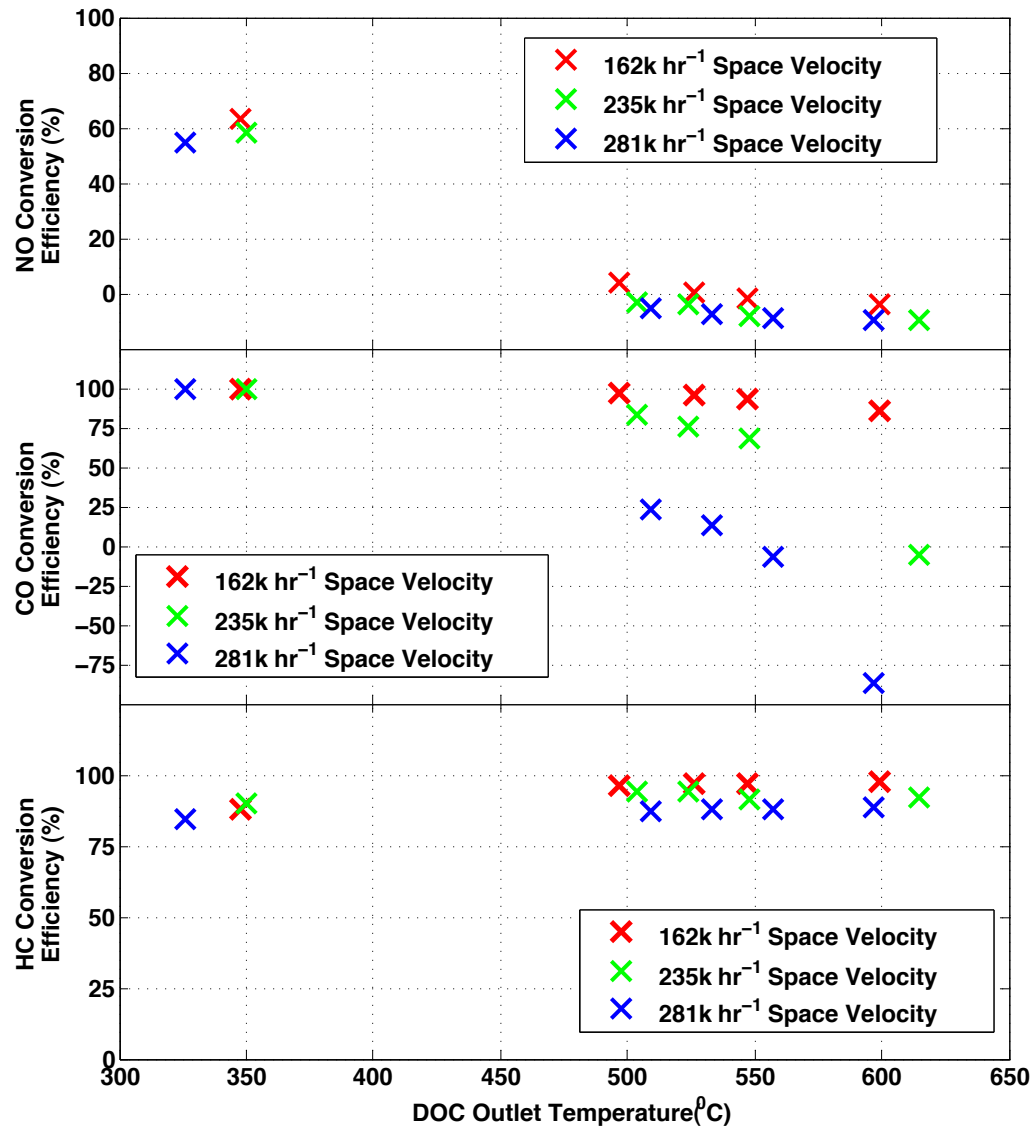 100
80
60
40
20
0
NO Conversion
Efficiency (%)
162k hr⁻¹ Space Velocity
235k hr⁻¹ Space Velocity
281k hr⁻¹ Space Velocity
100
75
50
25
0
−25
−50
−75
CO Conversion
Efficiency (%)
162k hr⁻¹ Space Velocity
235k hr⁻¹ Space Velocity
281k hr⁻¹ Space Velocity
100
75
50
25
0
HC Conversion
Efficiency (%)
162k hr⁻¹ Space Velocity
235k hr⁻¹ Space Velocity
281k hr⁻¹ Space Velocity
300 350 400 450 500 550 600 650
DOC Outlet Temperature(⁰C)